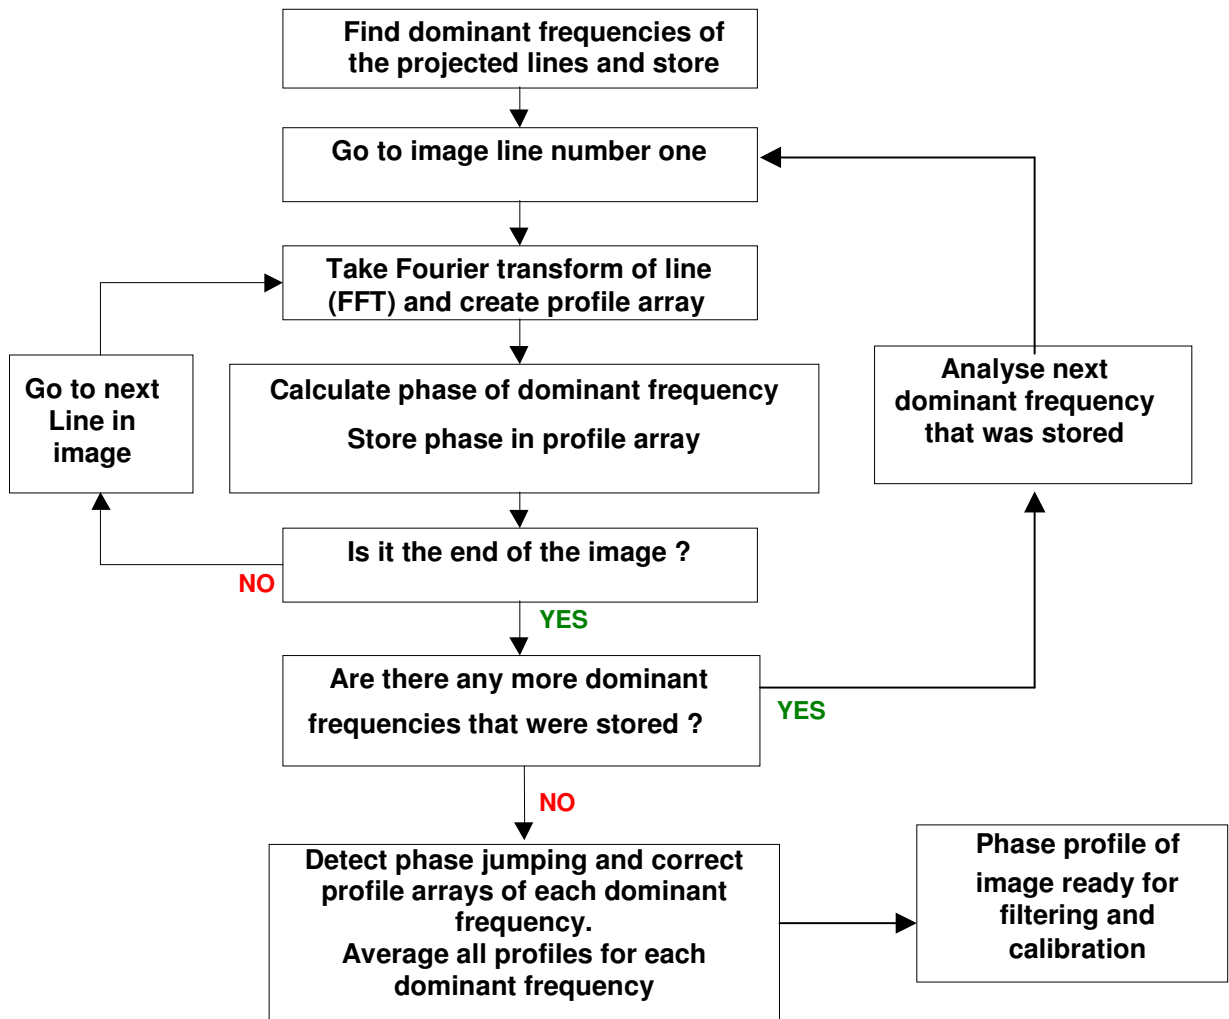 Find dominant frequencies of
the projected lines and store
Go to image line number one
Take Fourier transform of line
(FFT) and create profile array
Go to next
Line in
image
Calculate phase of dominant frequency
Store phase in profile array
Analyse next
dominant frequency
that was stored
Is it the end of the image ?
NO
YES
Are there any more dominant
frequencies that were stored ?
YES
NO
Detect phase jumping and correct
profile arrays of each dominant
frequency.
Average all profiles for each
dominant frequency
Phase profile of
image ready for
filtering and
calibration